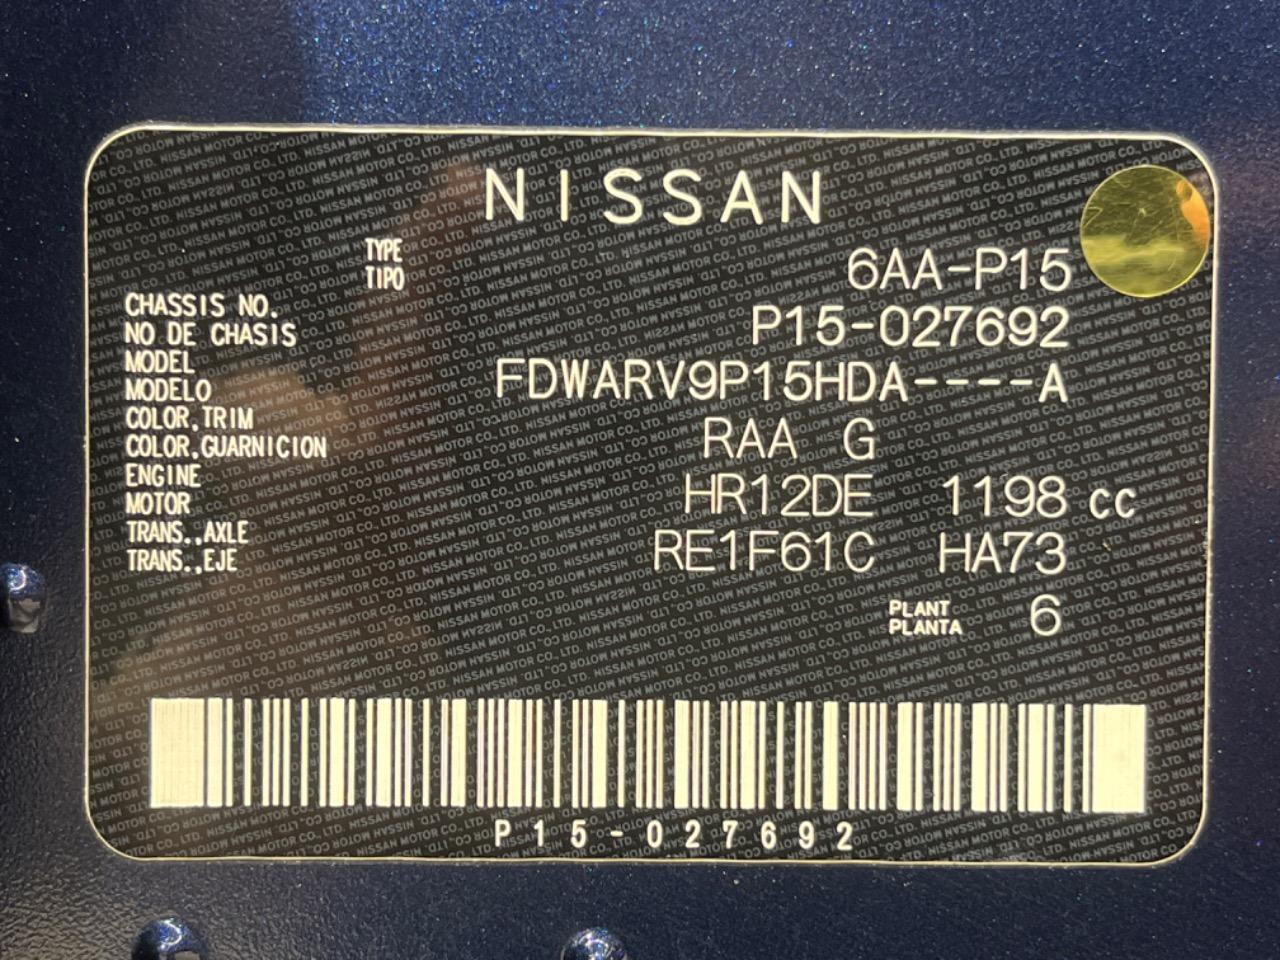 NISSAN
TYPE
TIPO 6AA-P15
CHASSIS NO.
NO DE CHASIS P15-027692
MODEL
MODELO FDWARV9P15HDA----A
COLOR,TRIM
COLOR,GUARNICION RAA G
ENGINE
MOTOR HR12DE 1198 cc
TRANS.,AXLE
TRANS.,EJE RE1F61C HA73
PLANT
PLANTA 6
P15-027692